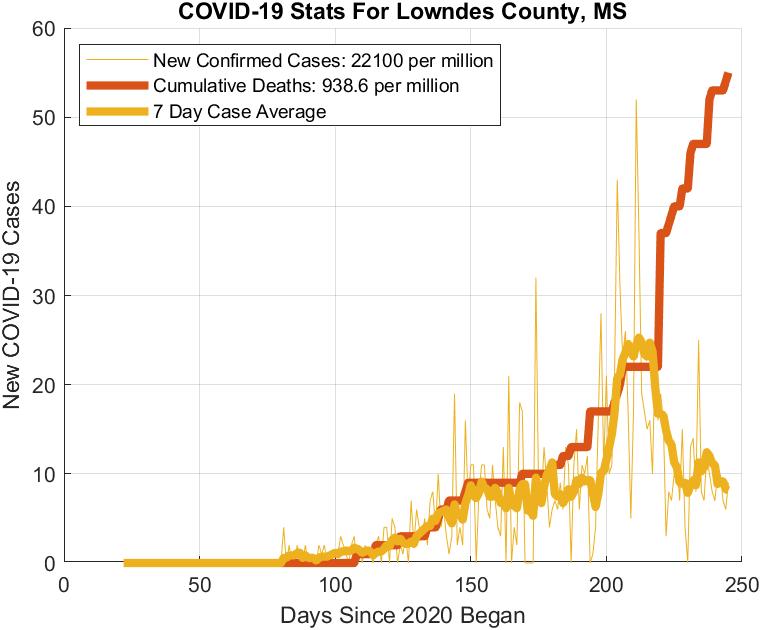 COVID-19 Stats For Lowndes County, MS
60
50
40
30
20
10
0
New COVID-19 Cases
New Confirmed Cases: 22100 per million
Cumulative Deaths: 938.6 per million
7 Day Case Average
0
50
100
150
200
250
Days Since 2020 Began